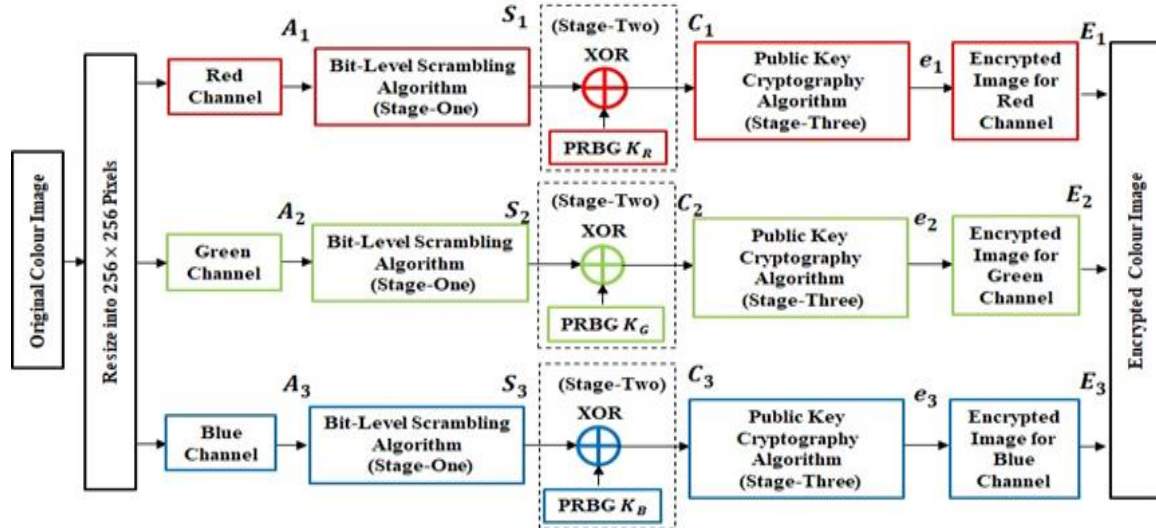 Original Colour Image
Resize into 256 × 256 Pixels
A₁
Red
Channel
Bit-Level Scrambling
Algorithm
(Stage-One)
S₁
(Stage-Two)
XOR
PRBG K_R
C₁
Public Key
Cryptography
Algorithm
(Stage-Three)
e₁
Encrypted
Image for
Red
Channel
E₁
A₂
Green
Channel
Bit-Level Scrambling
Algorithm
(Stage-One)
S₂
(Stage-Two)
XOR
PRBG K_G
C₂
Public Key
Cryptography
Algorithm
(Stage-Three)
e₂
Encrypted
Image for
Green
Channel
E₂
A₃
Blue
Channel
Bit-Level Scrambling
Algorithm
(Stage-One)
S₃
(Stage-Two)
XOR
PRBG K_B
C₃
Public Key
Cryptography
Algorithm
(Stage-Three)
e₃
Encrypted
Image for
Blue
Channel
E₃
Encrypted Colour Image